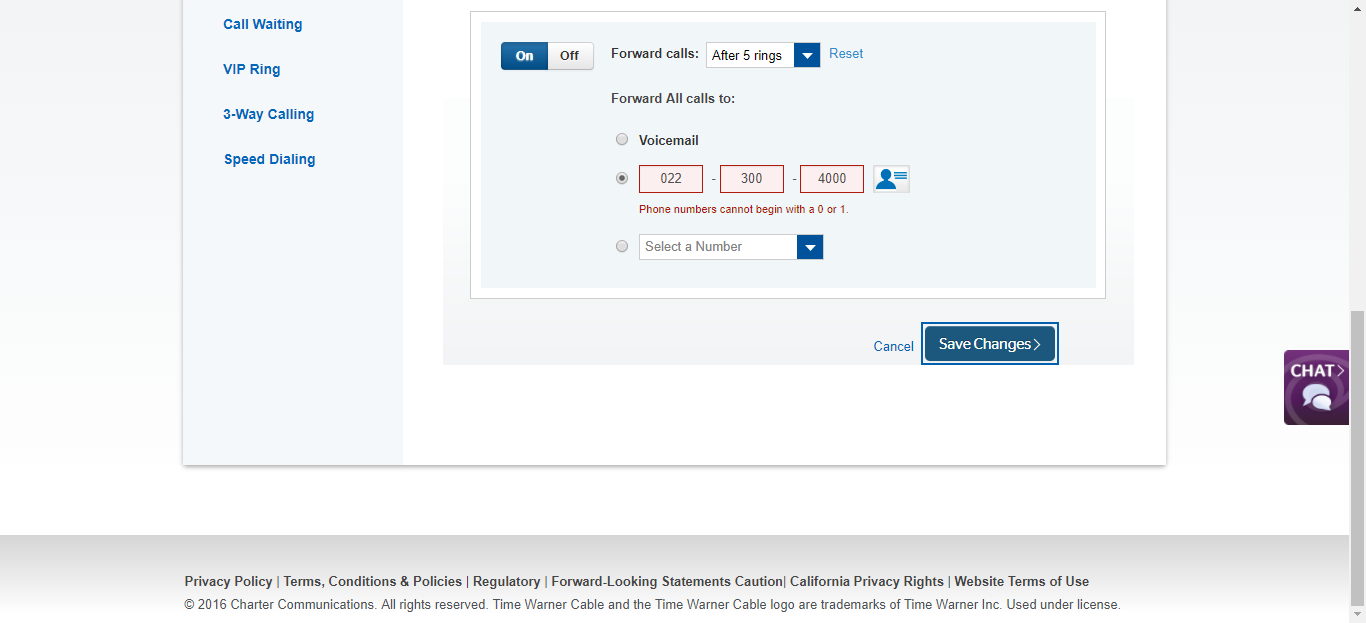 Call Waiting
VIP Ring
3-Way Calling
Speed Dialing
On Off Forward calls: After 5 rings Reset
Forward All calls to:
Voicemail
022 - 300 - 4000
Phone numbers cannot begin with a 0 or 1.
Select a Number
Cancel Save Changes
CHAT
Privacy Policy | Terms, Conditions & Policies | Regulatory | Forward-Looking Statements Caution| California Privacy Rights | Website Terms of Use
© 2016 Charter Communications. All rights reserved. Time Warner Cable and the Time Warner Cable logo are trademarks of Time Warner Inc. Used under license.